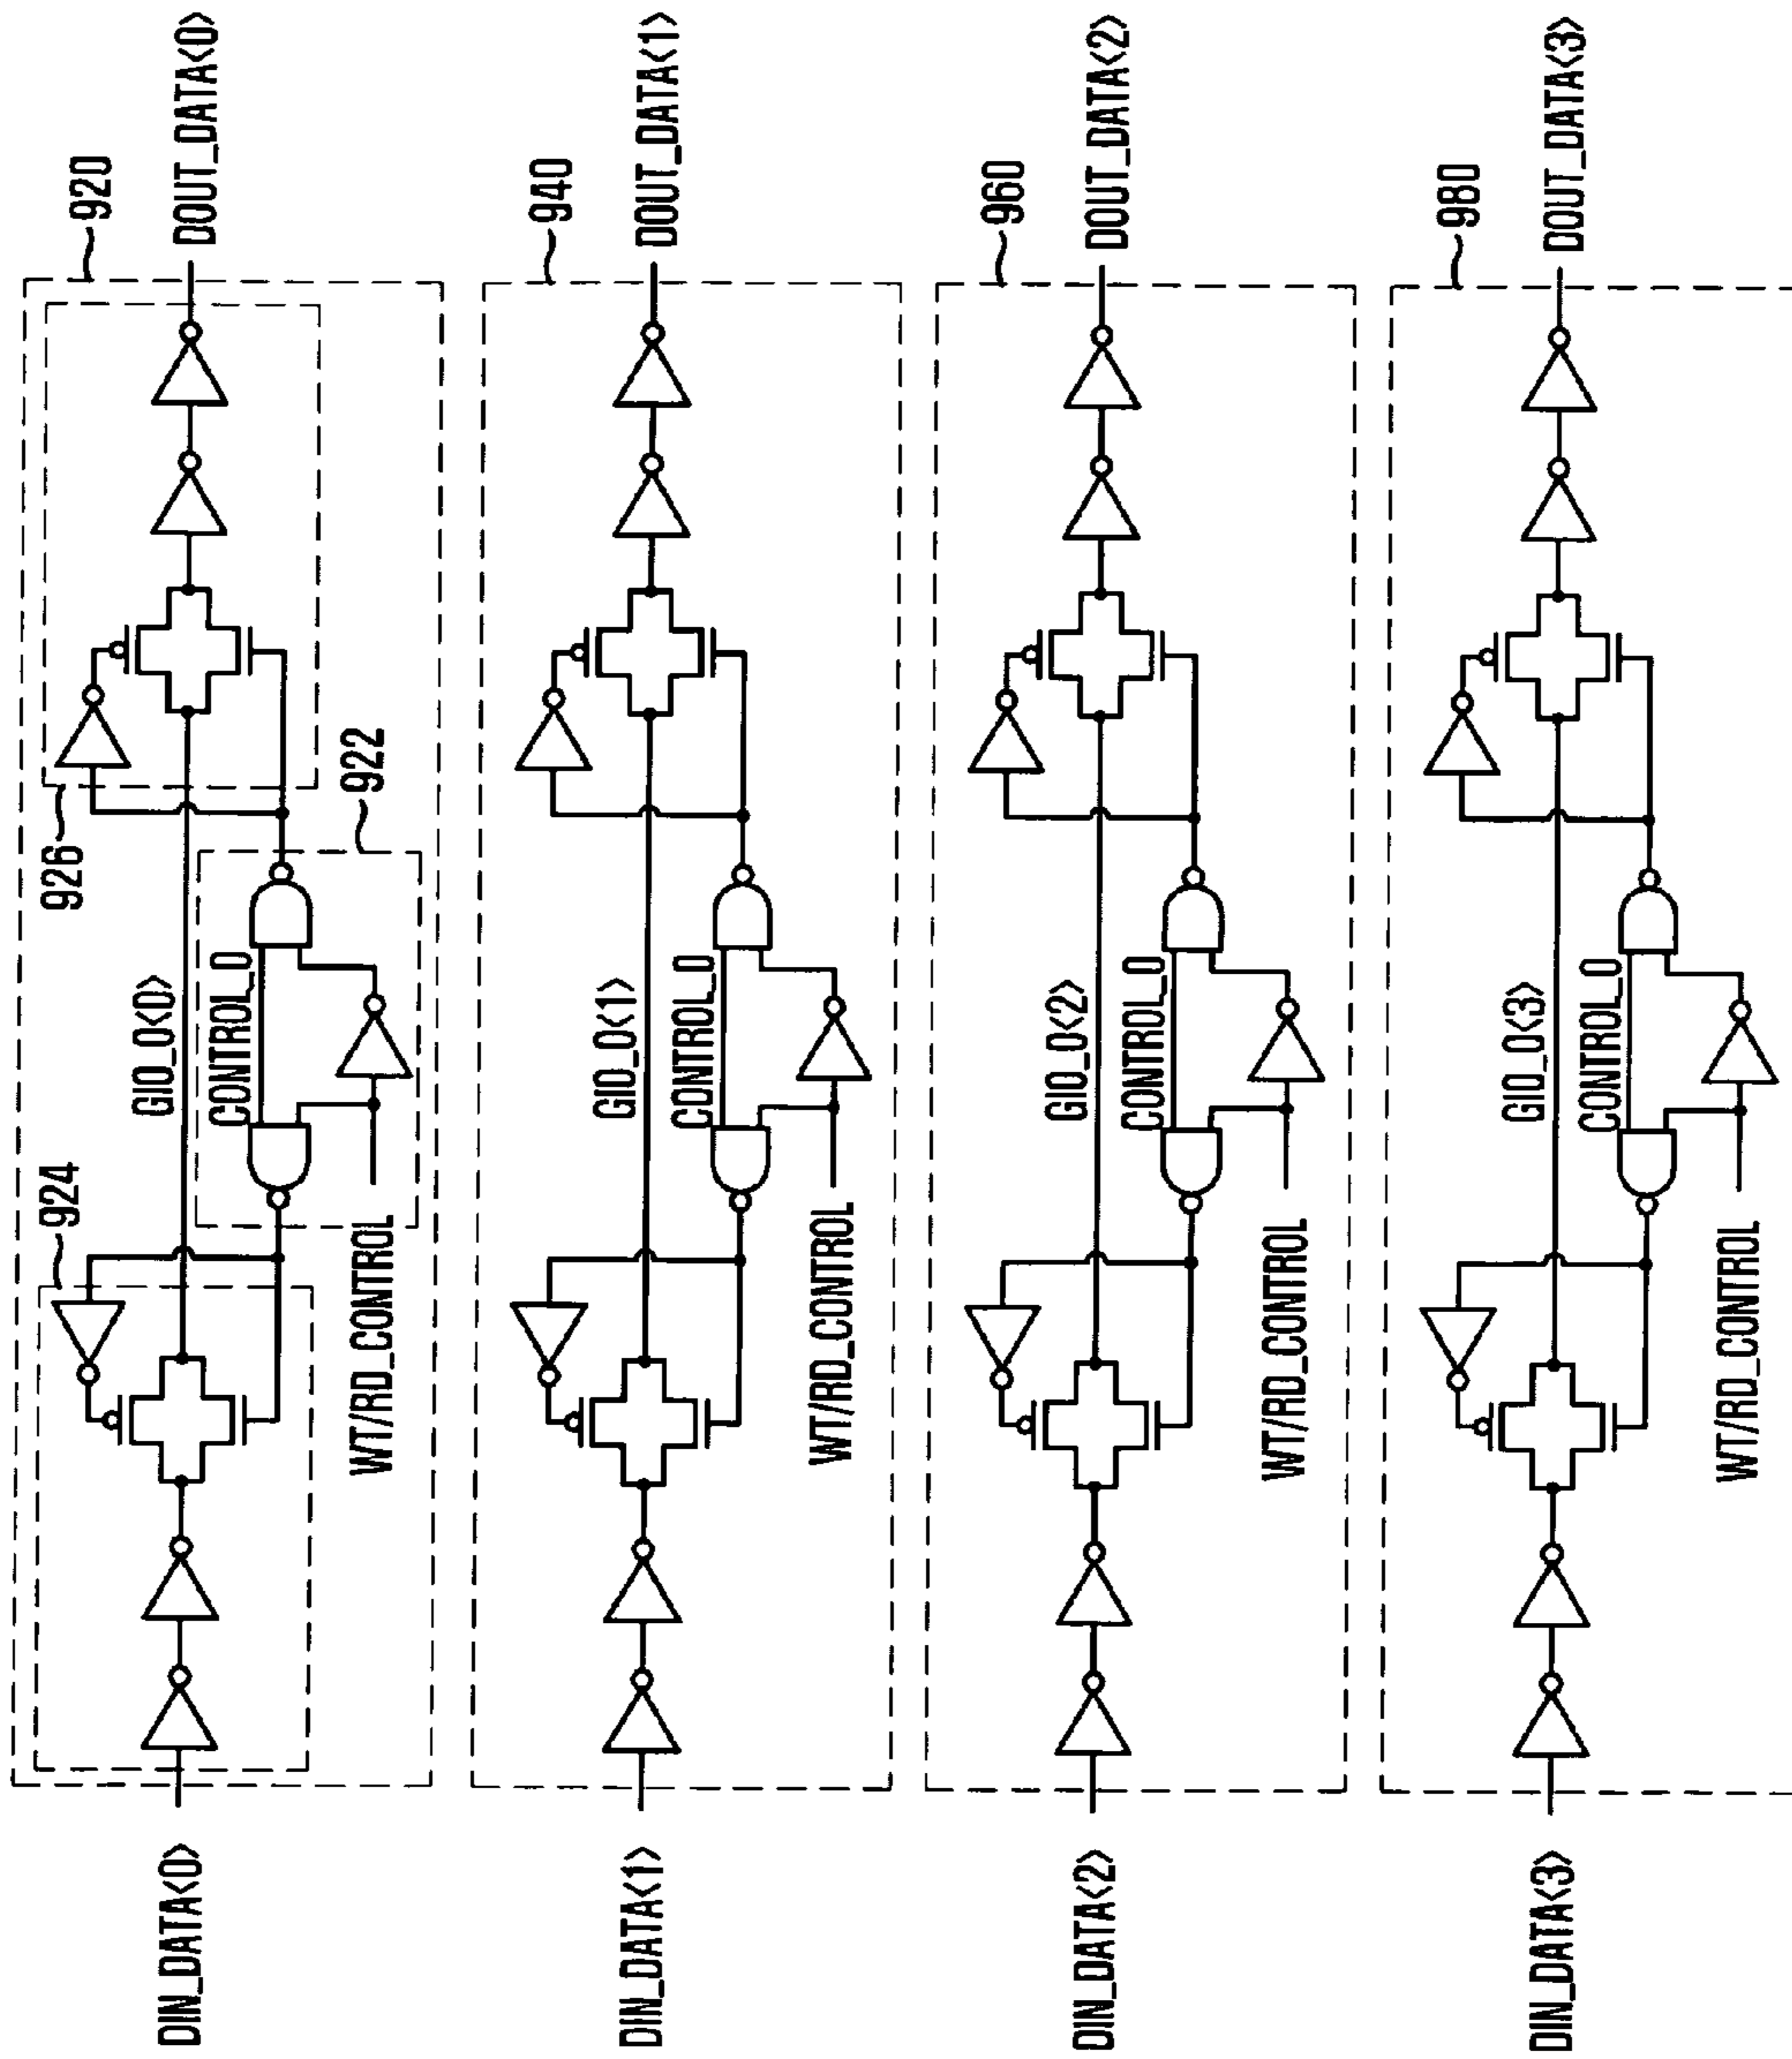 920
DIN_DATA<0>
DOUT_DATA<0>
924
926
GIO_0<0>
CONTROL_0
922
WT/RD_CONTROL
940
DIN_DATA<1>
DOUT_DATA<1>
GIO_0<1>
CONTROL_0
WT/RD_CONTROL
960
DIN_DATA<2>
DOUT_DATA<2>
GIO_0<2>
CONTROL_0
WT/RD_CONTROL
980
DIN_DATA<3>
DOUT_DATA<3>
GIO_0<3>
CONTROL_0
WT/RD_CONTROL